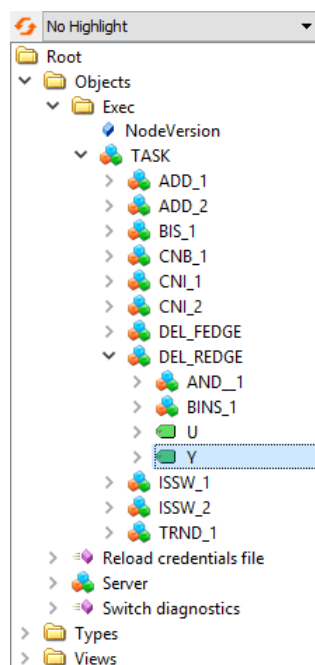 No Highlight
Root
Objects
Exec
NodeVersion
TASK
ADD_1
ADD_2
BIS_1
CNB_1
CNI_1
CNI_2
DEL_FEDGE
DEL_REDGE
AND__1
BINS_1
U
Y
ISSW_1
ISSW_2
TRND_1
Reload credentials file
Server
Switch diagnostics
Types
Views